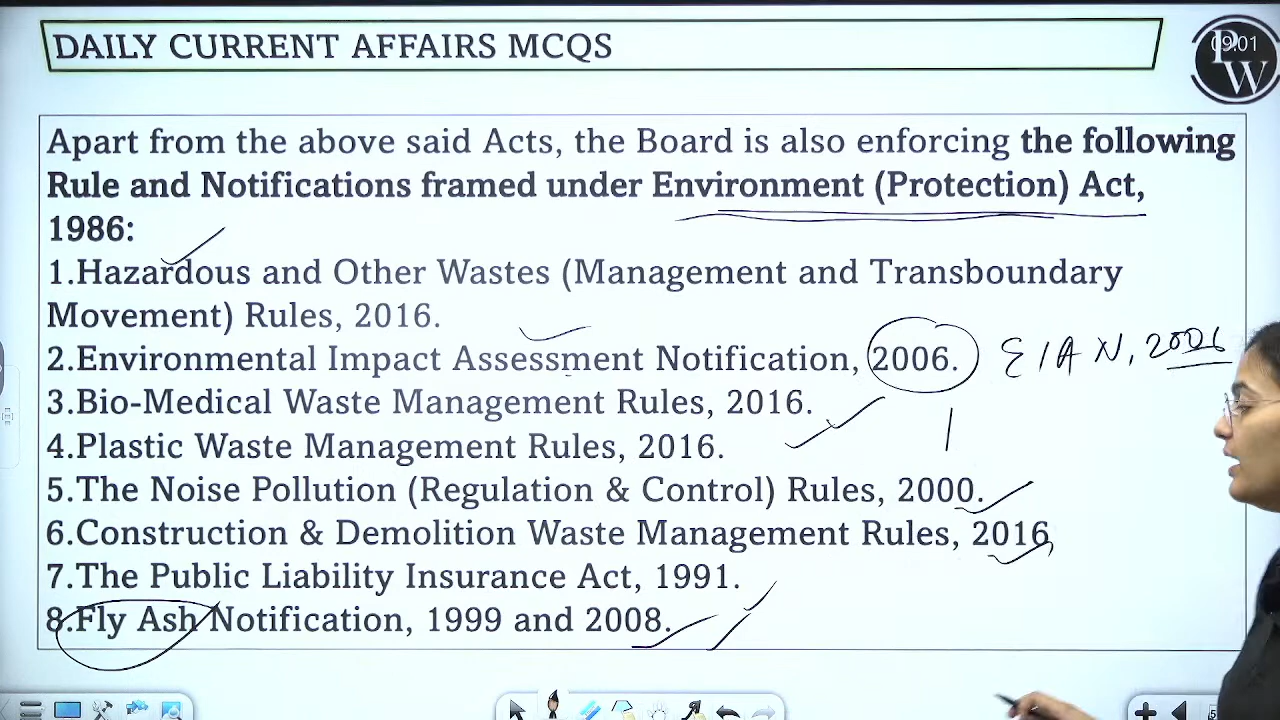 DAILY CURRENT AFFAIRS MCQS
09:01
PW
Apart from the above said Acts, the Board is also enforcing the following
Rule and Notifications framed under Environment (Protection) Act,
1986:
1.Hazardous and Other Wastes (Management and Transboundary
Movement) Rules, 2016.
2.Environmental Impact Assessment Notification, 2006. EIA N, 2006
3.Bio-Medical Waste Management Rules, 2016.
4.Plastic Waste Management Rules, 2016.
5.The Noise Pollution (Regulation & Control) Rules, 2000.
6.Construction & Demolition Waste Management Rules, 2016
7.The Public Liability Insurance Act, 1991.
8.Fly Ash Notification, 1999 and 2008.